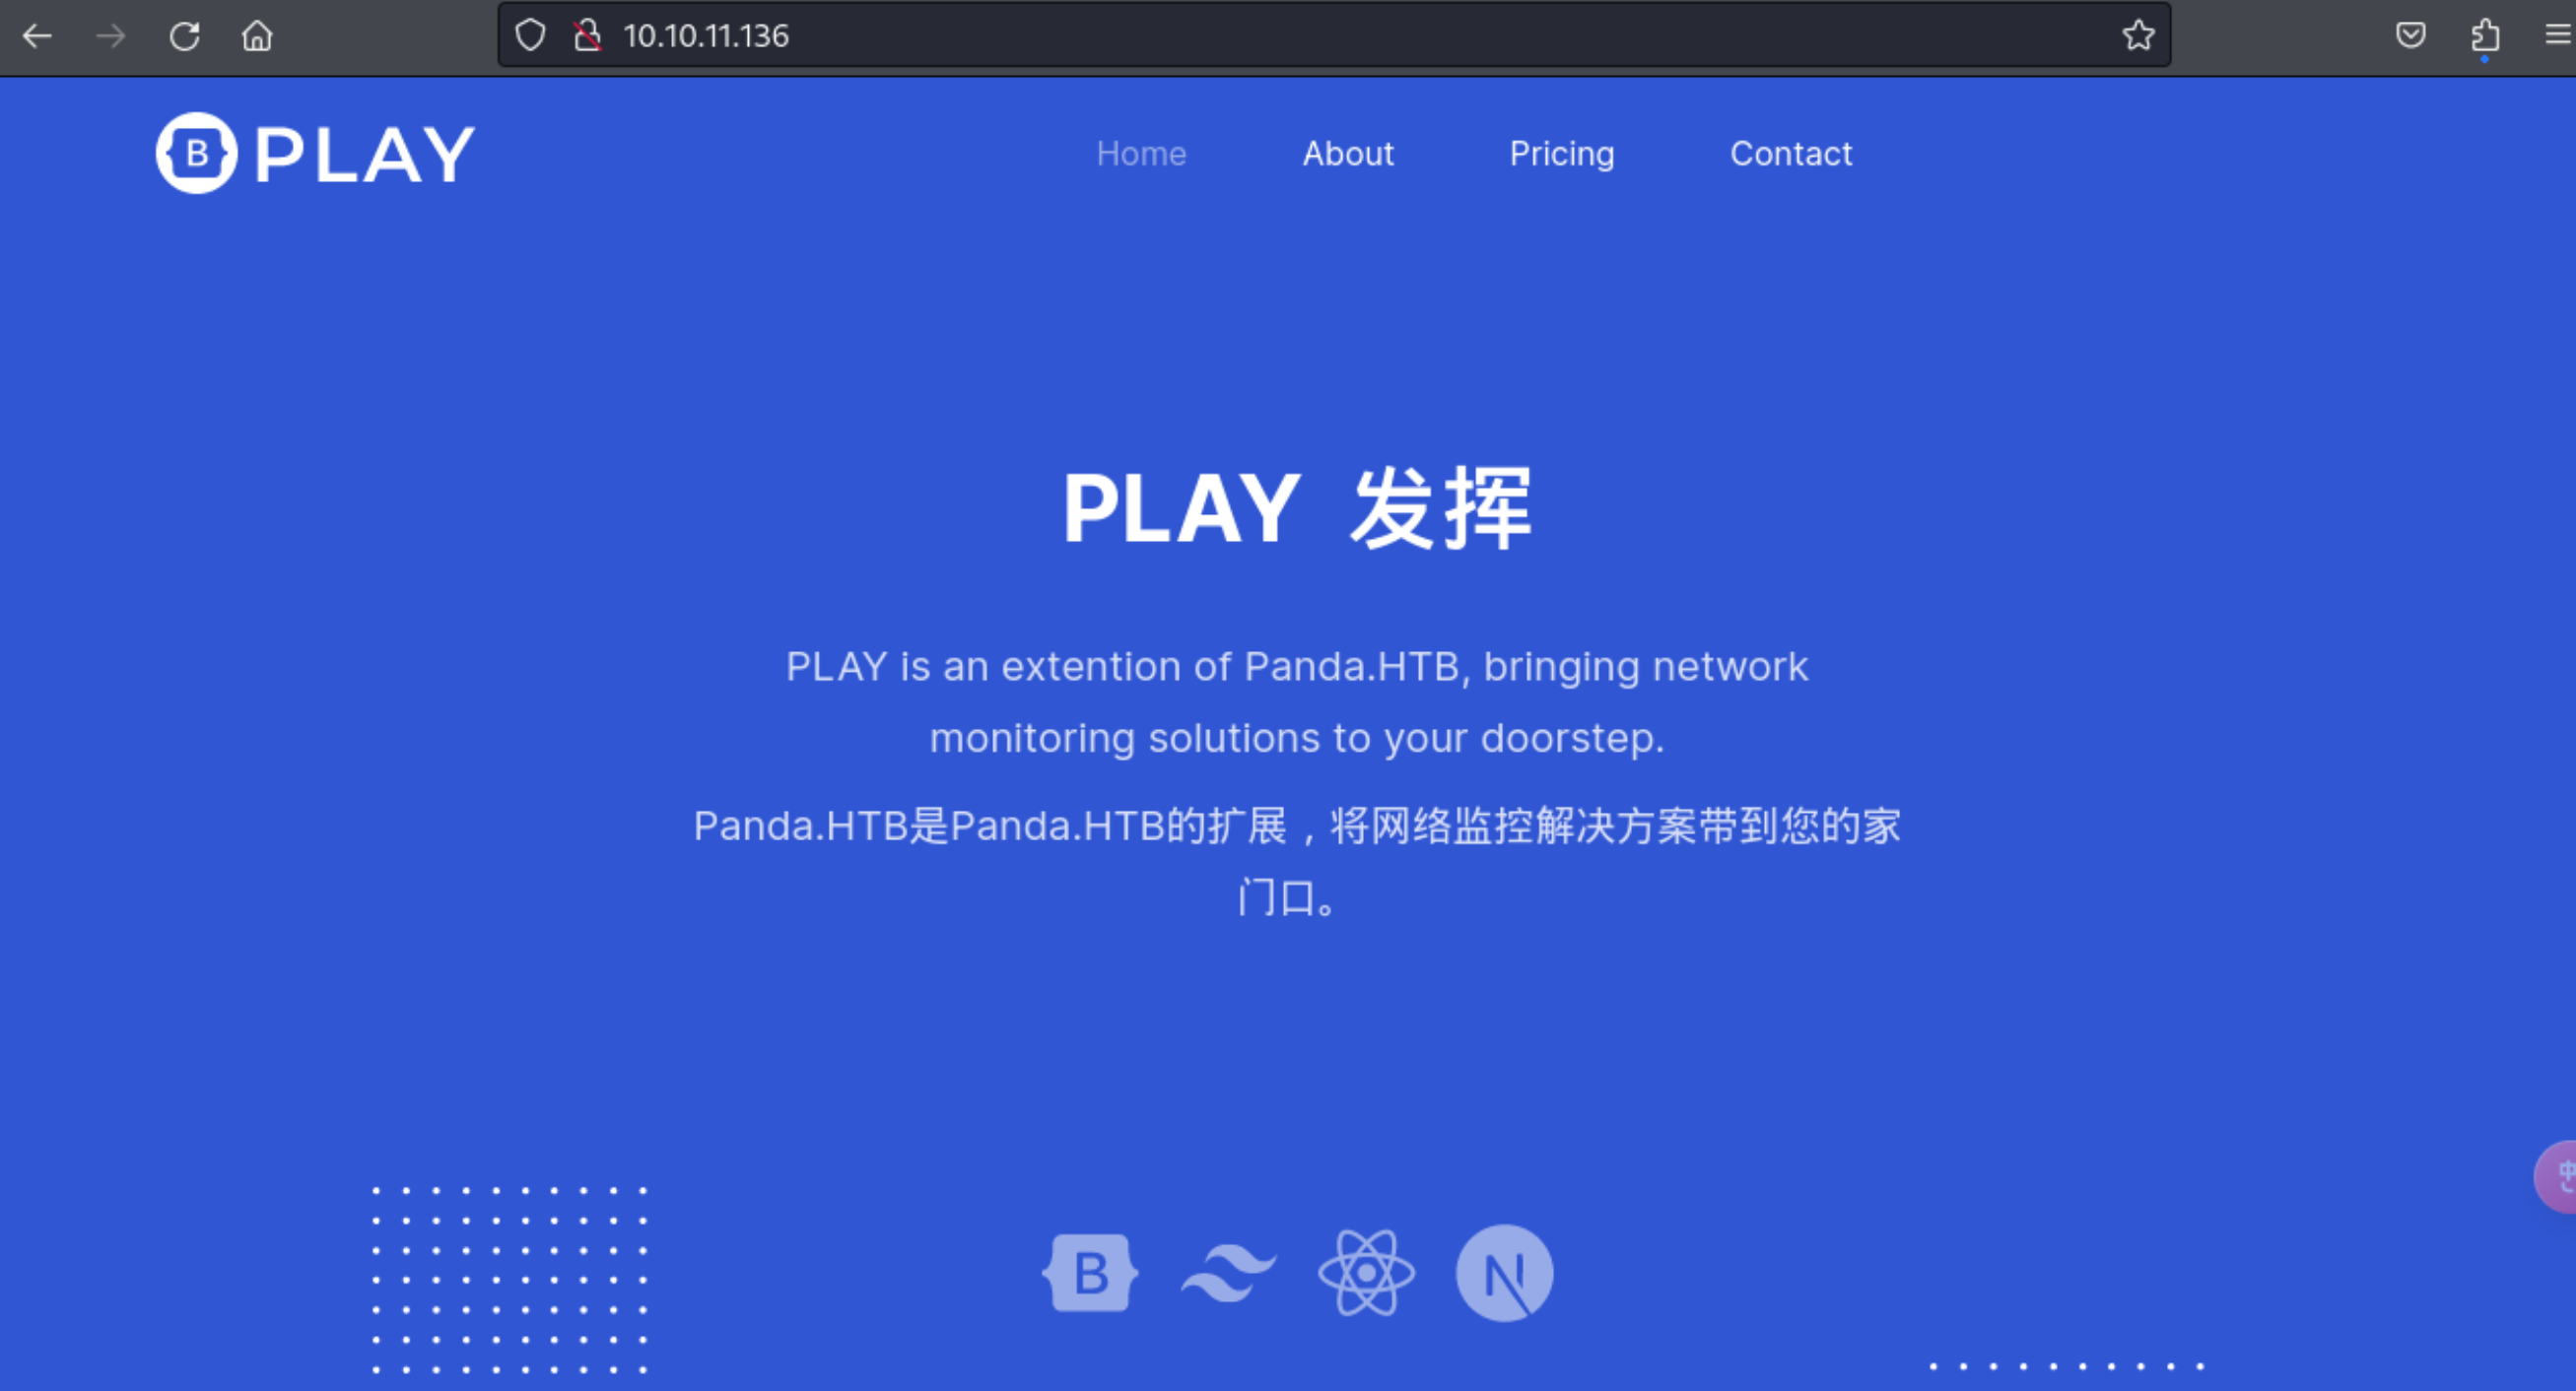 10.10.11.136
B PLAY
Home About Pricing Contact
PLAY 发挥
PLAY is an extention of Panda.HTB, bringing network
monitoring solutions to your doorstep.
Panda.HTB是Panda.HTB的扩展，将网络监控解决方案带到您的家
门口。
中
B N